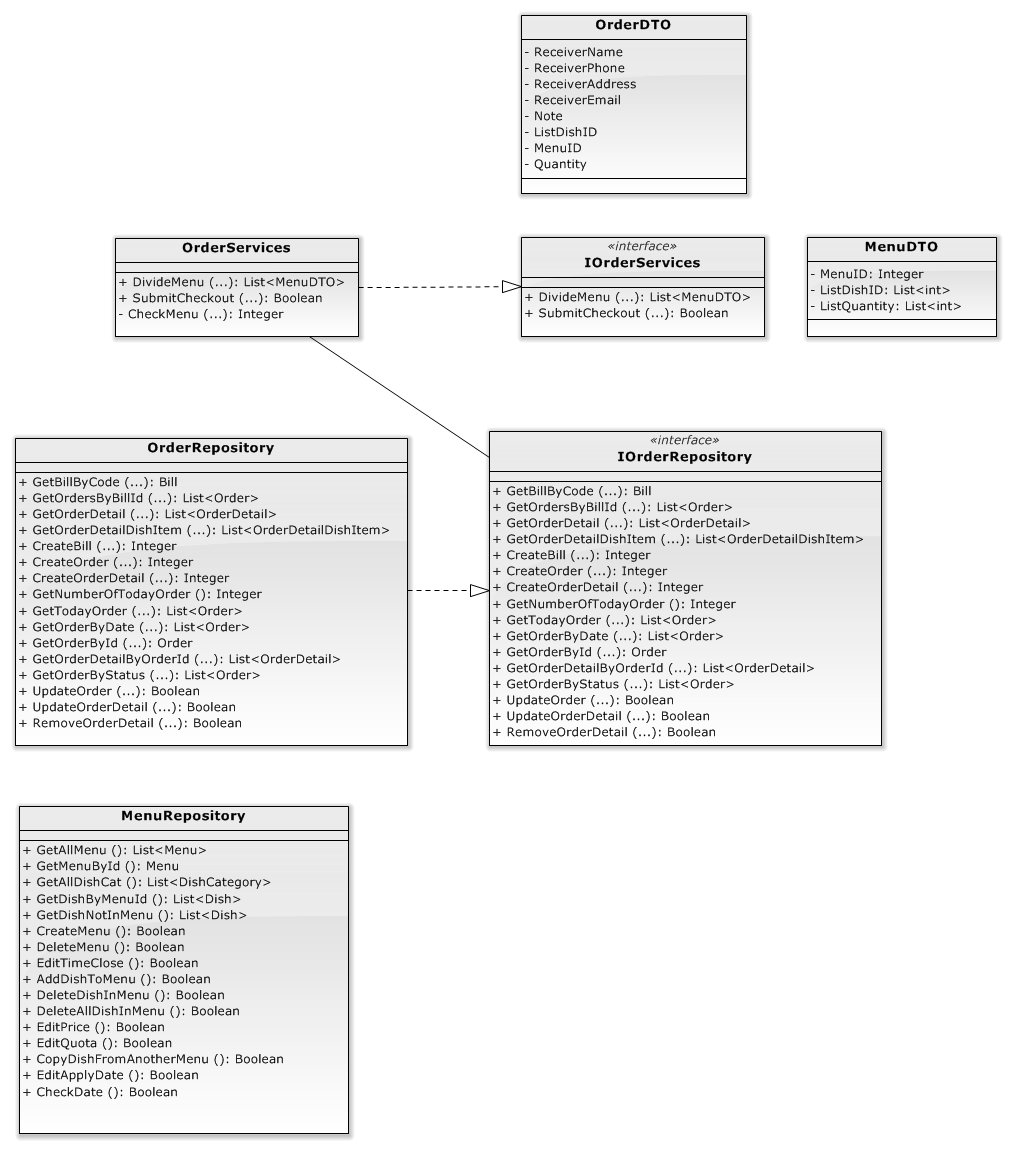 OrderDTO
- ReceiverName
- ReceiverPhone
- ReceiverAddress
- ReceiverEmail
- Note
- ListDishID
- MenuID
- Quantity
OrderServices
+ DivideMenu (...): List<MenuDTO>
+ SubmitCheckout (...): Boolean
- CheckMenu (...): Integer
«interface»
IOrderServices
+ DivideMenu (...): List<MenuDTO>
+ SubmitCheckout (...): Boolean
MenuDTO
- MenuID: Integer
- ListDishID: List<int>
- ListQuantity: List<int>
OrderRepository
+ GetBillByCode (...): Bill
+ GetOrdersByBillId (...): List<Order>
+ GetOrderDetail (...): List<OrderDetail>
+ GetOrderDetailDishItem (...): List<OrderDetailDishItem>
+ CreateBill (...): Integer
+ CreateOrder (...): Integer
+ CreateOrderDetail (...): Integer
+ GetNumberOfTodayOrder (): Integer
+ GetTodayOrder (...): List<Order>
+ GetOrderByDate (...): List<Order>
+ GetOrderById (...): Order
+ GetOrderDetailByOrderId (...): List<OrderDetail>
+ GetOrderByStatus (...): List<Order>
+ UpdateOrder (...): Boolean
+ UpdateOrderDetail (...): Boolean
+ RemoveOrderDetail (...): Boolean
«interface»
IOrderRepository
+ GetBillByCode (...): Bill
+ GetOrdersByBillId (...): List<Order>
+ GetOrderDetail (...): List<OrderDetail>
+ GetOrderDetailDishItem (...): List<OrderDetailDishItem>
+ CreateBill (...): Integer
+ CreateOrder (...): Integer
+ CreateOrderDetail (...): Integer
+ GetNumberOfTodayOrder (): Integer
+ GetTodayOrder (...): List<Order>
+ GetOrderByDate (...): List<Order>
+ GetOrderById (...): Order
+ GetOrderDetailByOrderId (...): List<OrderDetail>
+ GetOrderByStatus (...): List<Order>
+ UpdateOrder (...): Boolean
+ UpdateOrderDetail (...): Boolean
+ RemoveOrderDetail (...): Boolean
MenuRepository
+ GetAllMenu (): List<Menu>
+ GetMenuById (): Menu
+ GetAllDishCat (): List<DishCategory>
+ GetDishByMenuId (): List<Dish>
+ GetDishNotInMenu (): List<Dish>
+ CreateMenu (): Boolean
+ DeleteMenu (): Boolean
+ EditTimeClose (): Boolean
+ AddDishToMenu (): Boolean
+ DeleteDishInMenu (): Boolean
+ DeleteAllDishInMenu (): Boolean
+ EditPrice (): Boolean
+ EditQuota (): Boolean
+ CopyDishFromAnotherMenu (): Boolean
+ EditApplyDate (): Boolean
+ CheckDate (): Boolean